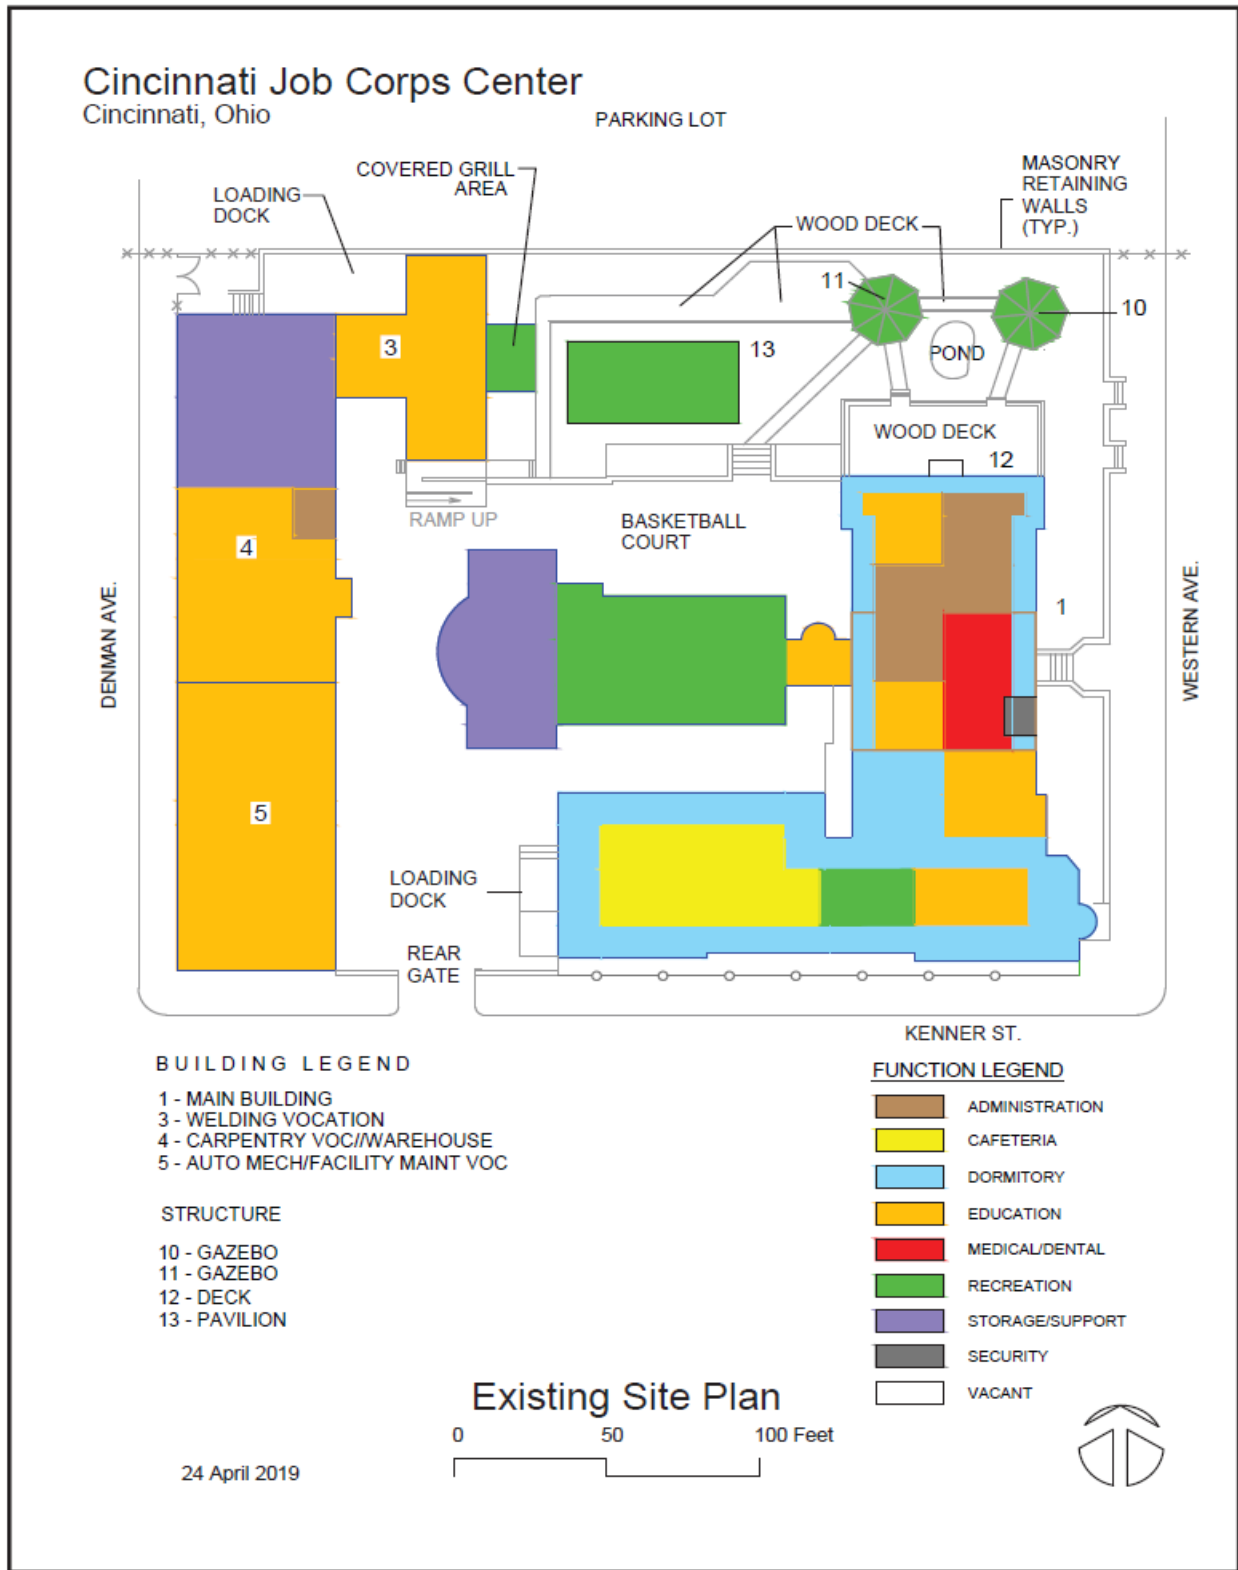 Cincinnati Job Corps Center
Cincinnati, Ohio
PARKING LOT
COVERED GRILL
AREA
LOADING
DOCK
WOOD DECK
MASONRY
RETAINING
WALLS
(TYP.)
11
10
3
13
POND
WOOD DECK
12
RAMP UP
BASKETBALL
COURT
4
1
DENMAN AVE.
WESTERN AVE.
5
LOADING
DOCK
REAR
GATE
KENNER ST.
BUILDING LEGEND
1 - MAIN BUILDING
3 - WELDING VOCATION
4 - CARPENTRY VOC//WAREHOUSE
5 - AUTO MECH/FACILITY MAINT VOC
STRUCTURE
10 - GAZEBO
11 - GAZEBO
12 - DECK
13 - PAVILION
FUNCTION LEGEND
ADMINISTRATION
CAFETERIA
DORMITORY
EDUCATION
MEDICAL/DENTAL
RECREATION
STORAGE/SUPPORT
SECURITY
VACANT
Existing Site Plan
0 50 100 Feet
24 April 2019